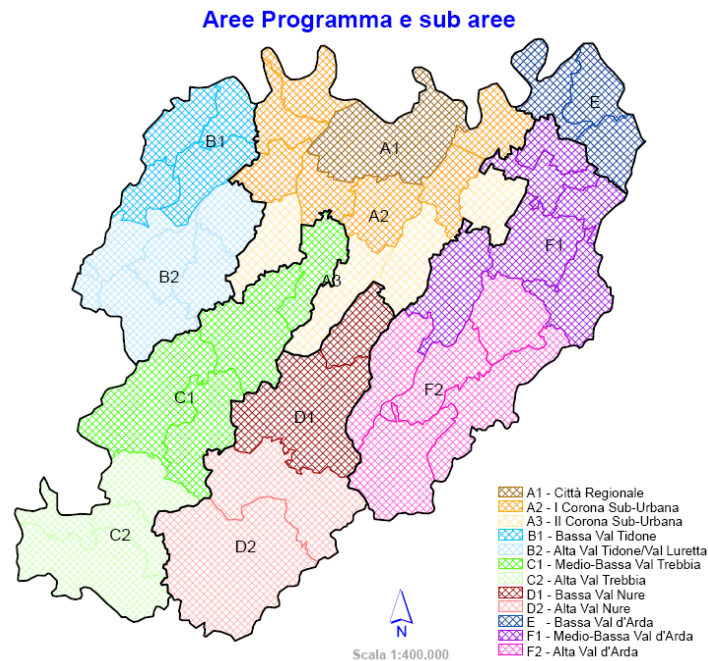 Aree Programma e sub aree
E
B1
A1
A2
F1
B2
A3
F2
C1
D1
C2
D2
A1 - Città Regionale
A2 - I Corona Sub-Urbana
A3 - II Corona Sub-Urbana
B1 - Bassa Val Tidone
B2 - Alta Val Tidone/Val Luretta
C1 - Medio-Bassa Val Trebbia
C2 - Alta Val Trebbia
D1 - Bassa Val Nure
D2 - Alta Val Nure
E - Bassa Val d'Arda
F1 - Medio-Bassa Val d'Arda
F2 - Alta Val d'Arda
N
Scala 1:400.000